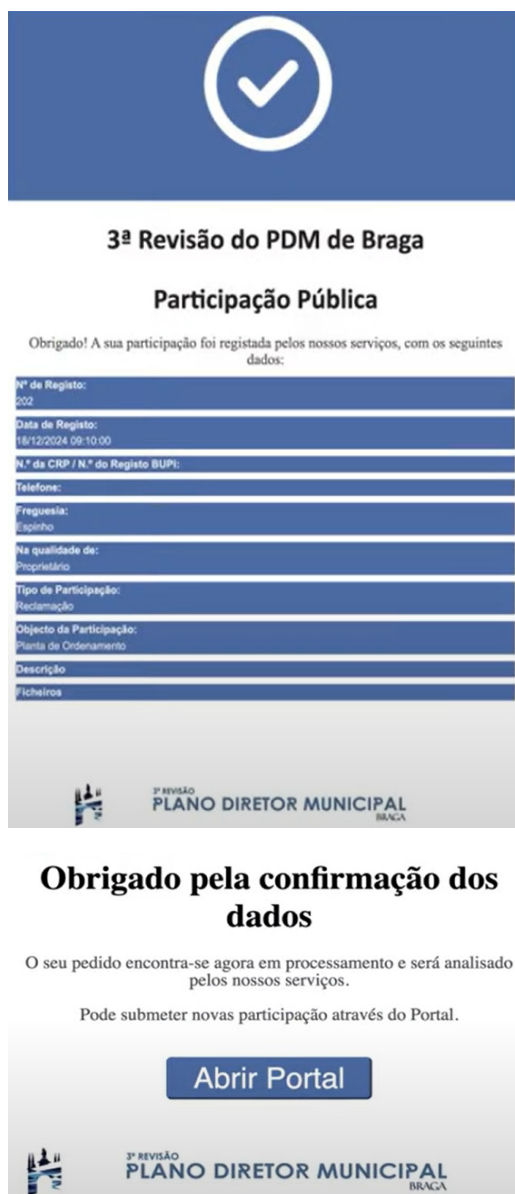 3ª Revisão do PDM de Braga
Participação Pública
Obrigado! A sua participação foi registada pelos nossos serviços, com os seguintes
dados:
Nº de Registo:
202
Data de Registo:
18/12/2024 09:10:00
N.º da CRP / N.º do Registo BUPi:
Telefone:
Freguesia:
Espinho
Na qualidade de:
Proprietário
Tipo de Participação:
Reclamação
Objecto da Participação:
Planta de Ordenamento
Descrição
Ficheiros
3ª REVISÃO
PLANO DIRETOR MUNICIPAL
BRAGA
Obrigado pela confirmação dos
dados
O seu pedido encontra-se agora em processamento e será analisado
pelos nossos serviços.
Pode submeter novas participação através do Portal.
Abrir Portal
3ª REVISÃO
PLANO DIRETOR MUNICIPAL
BRAGA